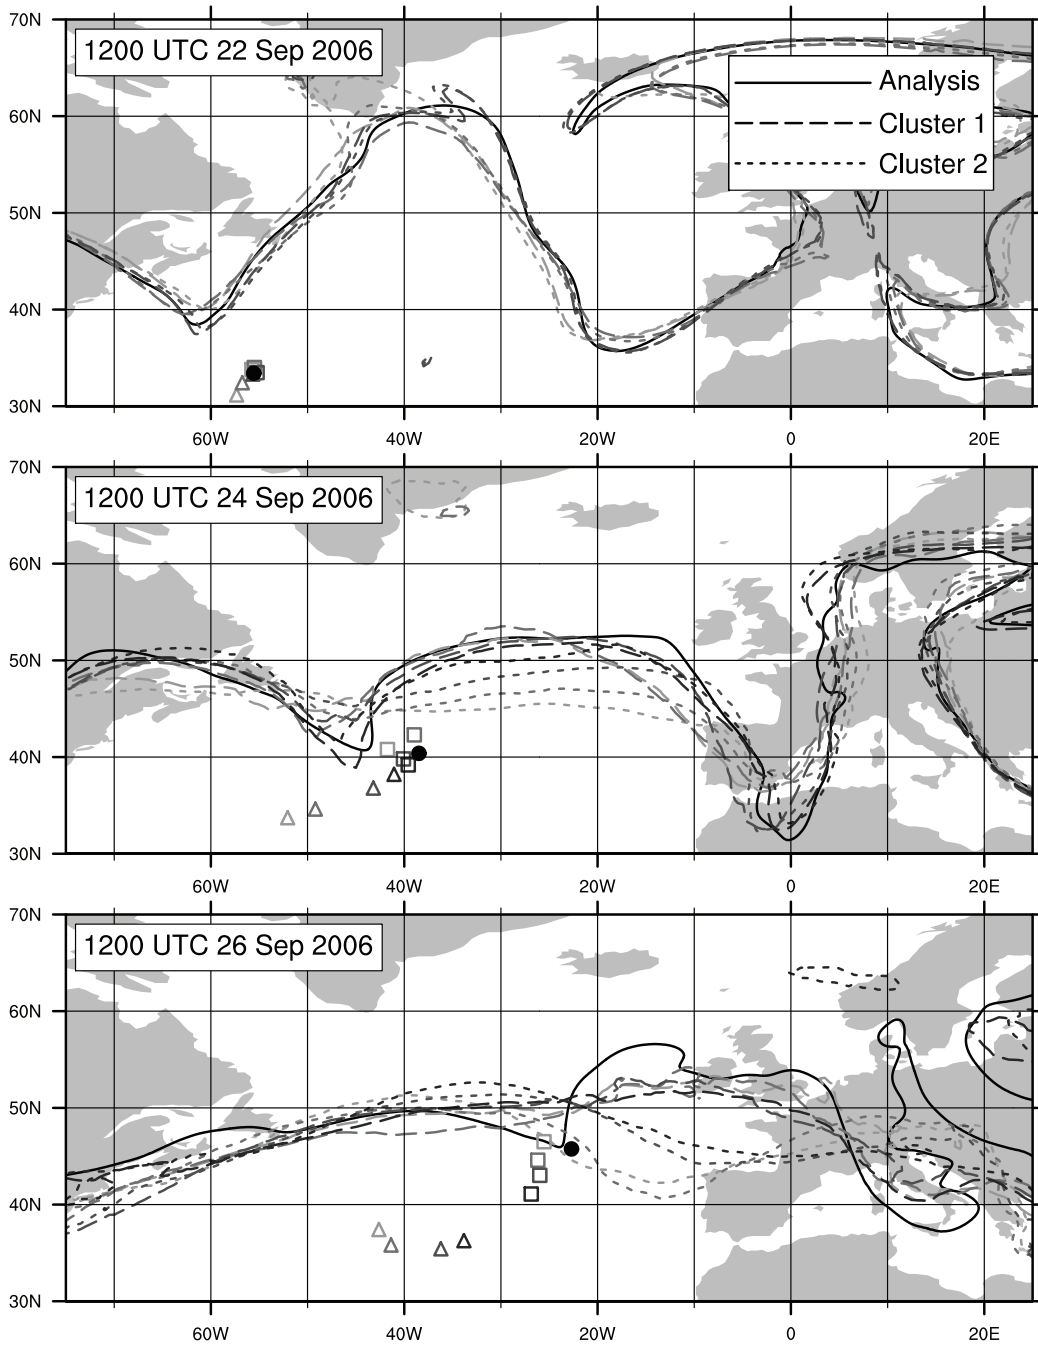 70N
1200 UTC 22 Sep 2006
Analysis
Cluster 1
Cluster 2
60N
50N
40N
30N
60W 40W 20W 0 20E
70N
1200 UTC 24 Sep 2006
60N
50N
40N
30N
60W 40W 20W 0 20E
70N
1200 UTC 26 Sep 2006
60N
50N
40N
30N
60W 40W 20W 0 20E